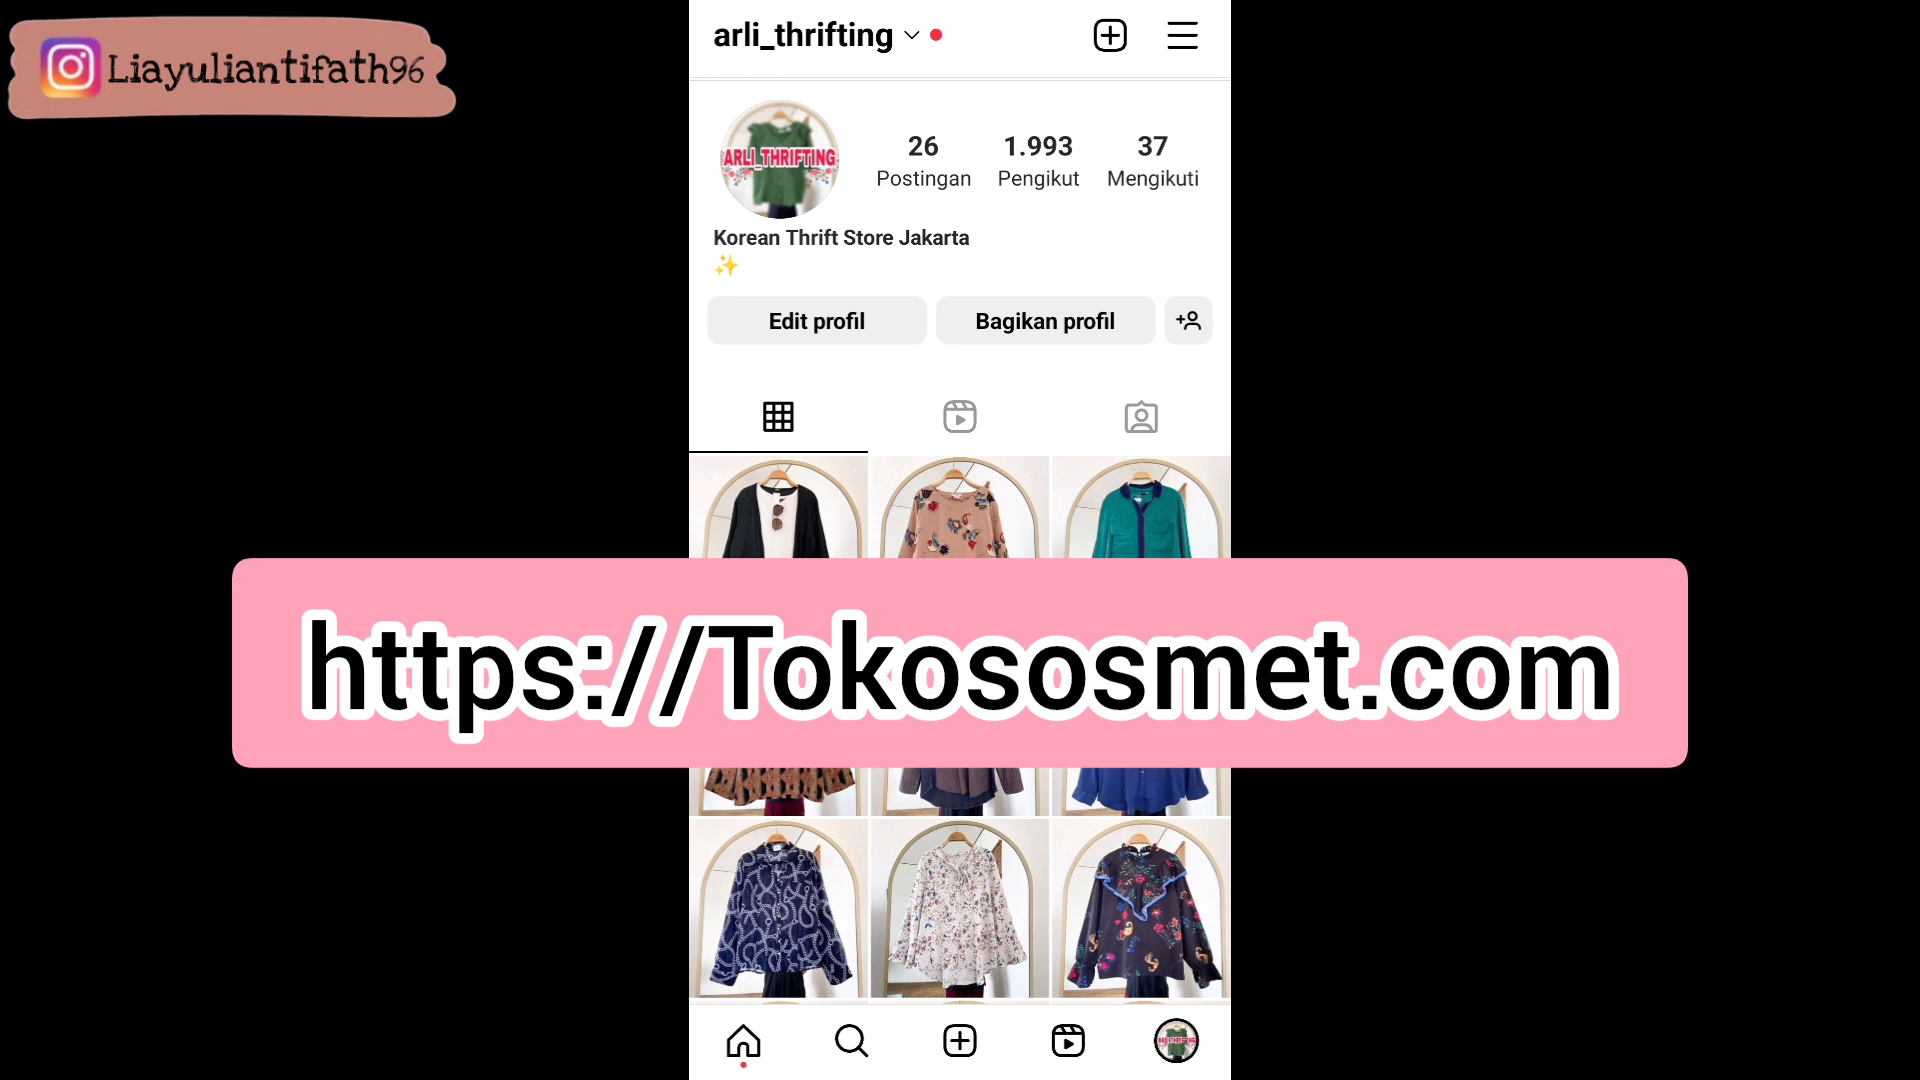 Liayuliantifath96
arli_thrifting
ARLI_THRIFTING
26
Postingan
1.993
Pengikut
37
Mengikuti
Korean Thrift Store Jakarta
Edit profil
Bagikan profil
https://Tokososmet.com
ARLI_THRIFTING